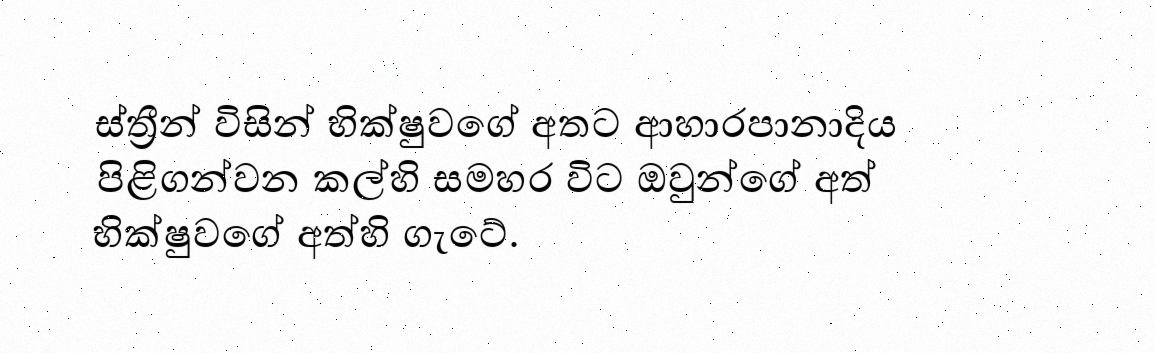 ස්ත්‍රීන් විසින් භික්ෂුවගේ අතට ආහාරපානාදිය
පිළිගන්වන කල්හි සමහර විට ඔවුන්ගේ අත්
භික්ෂුවගේ අත්හි ගැටේ.